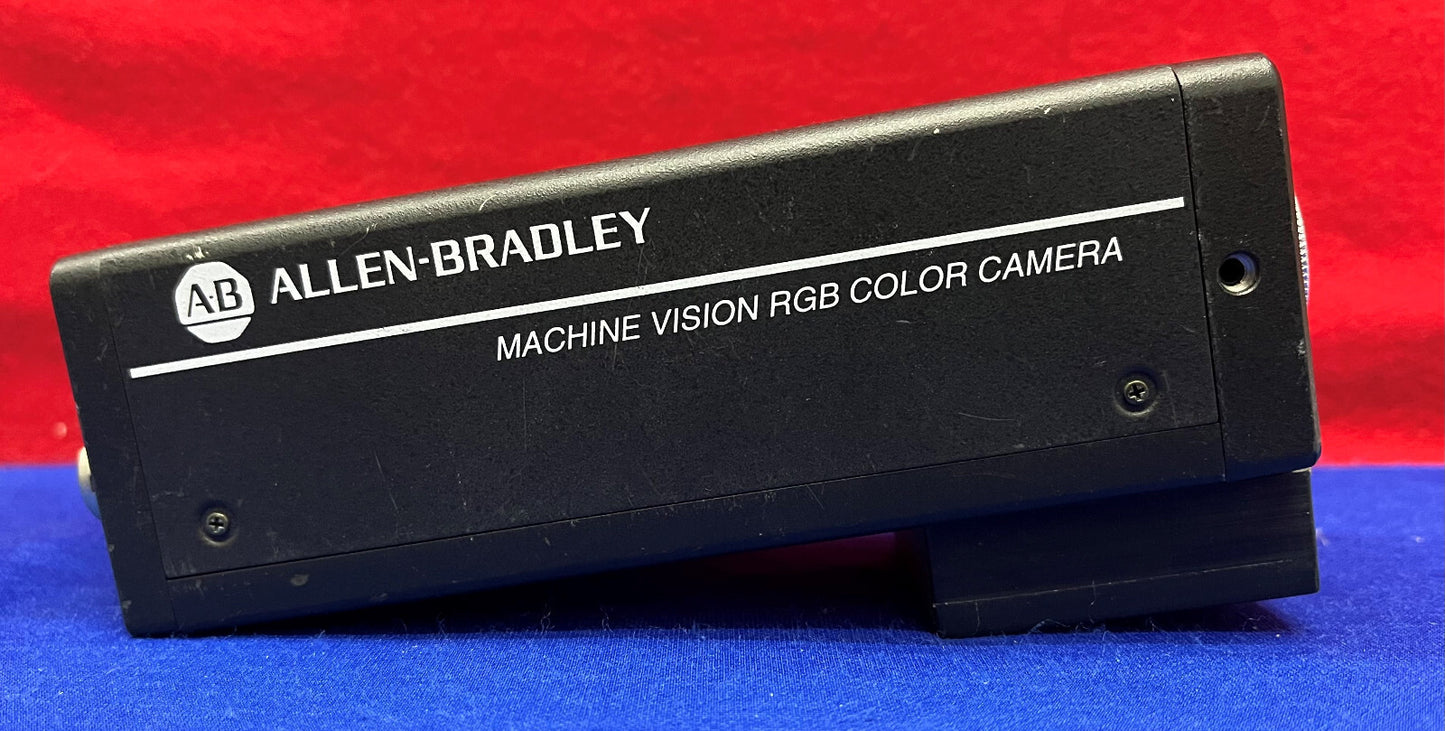 A·B ALLEN-BRADLEY
MACHINE VISION RGB COLOR CAMERA